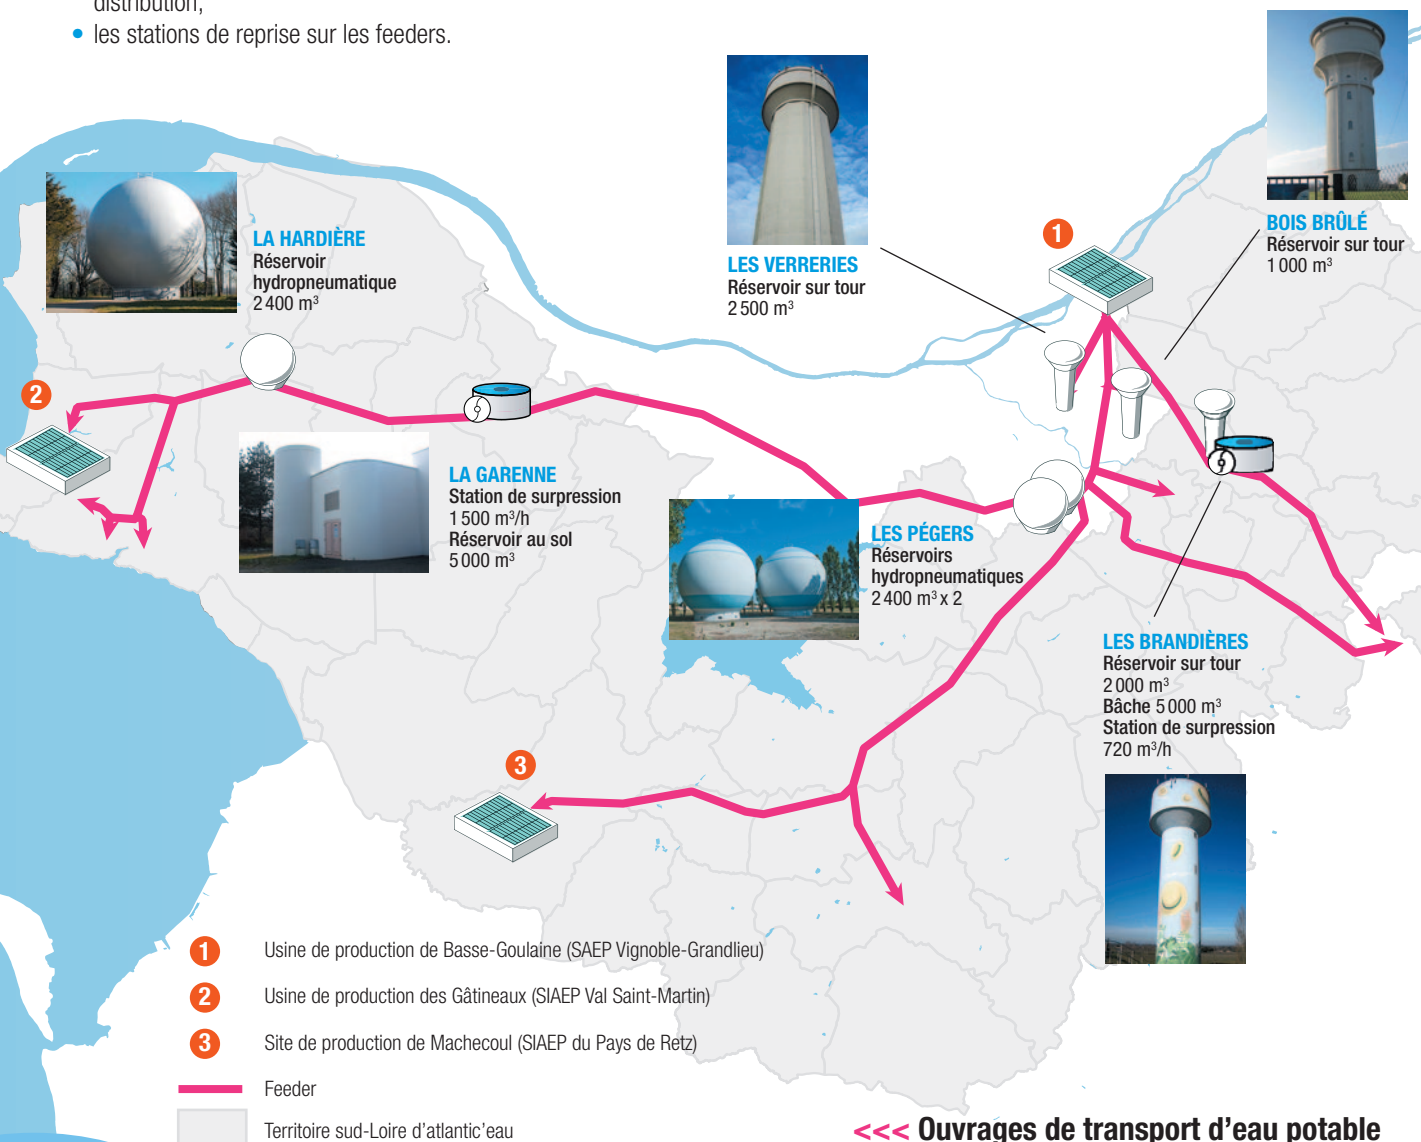 distribution;
• les stations de reprise sur les feeders.
LA HARDIÈRE
Réservoir
hydropneumatique
2 400 m³
LES VERRERIES
Réservoir sur tour
2 500 m³
BOIS BRÛLÉ
Réservoir sur tour
1 000 m³
1
2
LA GARENNE
Station de surpression
1 500 m³/h
Réservoir au sol
5 000 m³
LES PÉGERS
Réservoirs
hydropneumatiques
2 400 m³ x 2
LES BRANDIÈRES
Réservoir sur tour
2 000 m³
Bâche 5 000 m³
Station de surpression
720 m³/h
3
1 Usine de production de Basse-Goulaine (SAEP Vignoble-Grandlieu)
2 Usine de production des Gâtineaux (SIAEP Val Saint-Martin)
3 Site de production de Machecoul (SIAEP du Pays de Retz)
Feeder
Territoire sud-Loire d'atlantic'eau
<<< Ouvrages de transport d'eau potable